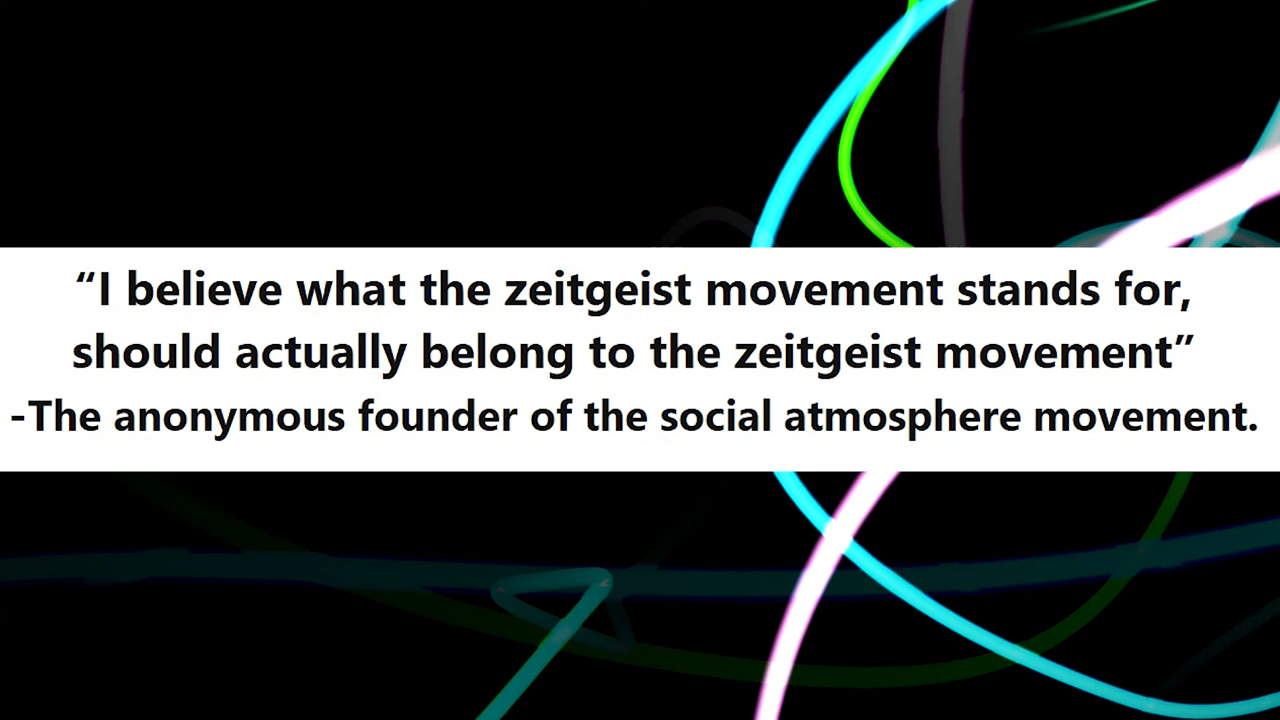 “I believe what the zeitgeist movement stands for,
should actually belong to the zeitgeist movement”
-The anonymous founder of the social atmosphere movement.